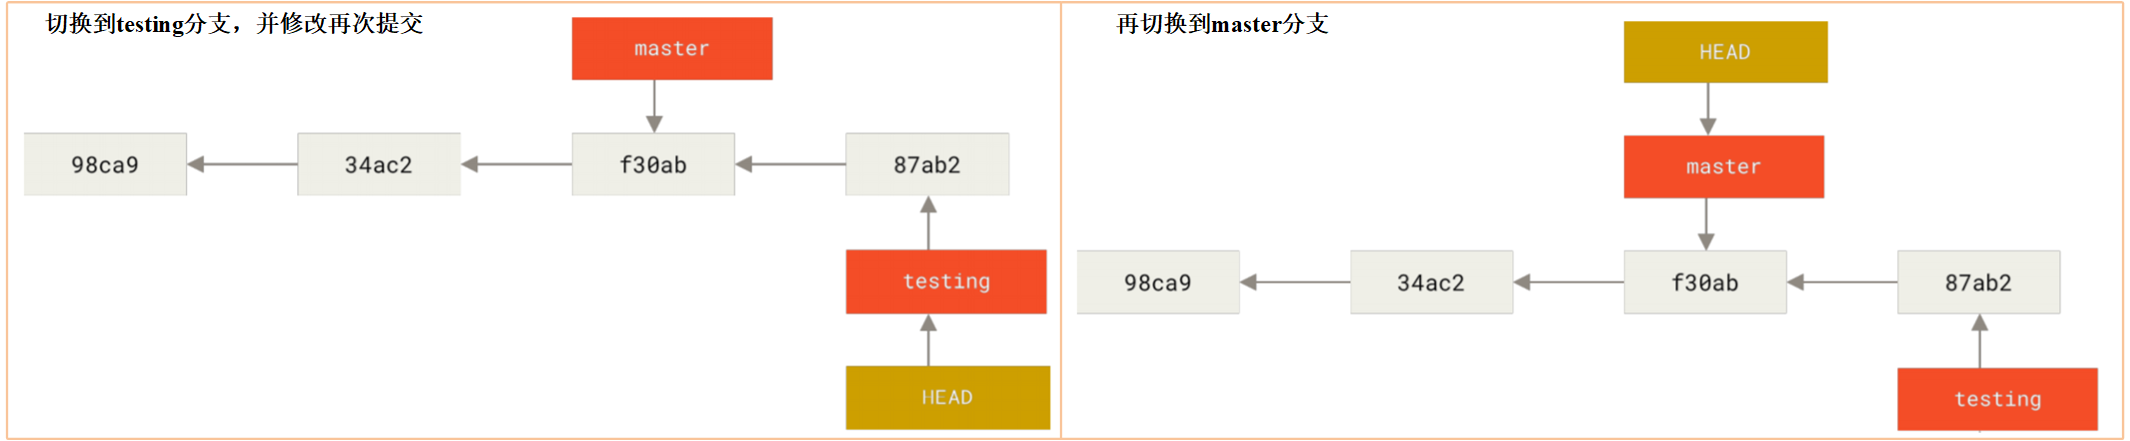 切换到testing分支，并修改再次提交
master
98ca9
34ac2
f30ab
87ab2
testing
HEAD
再切换到master分支
HEAD
master
98ca9
34ac2
f30ab
87ab2
testing